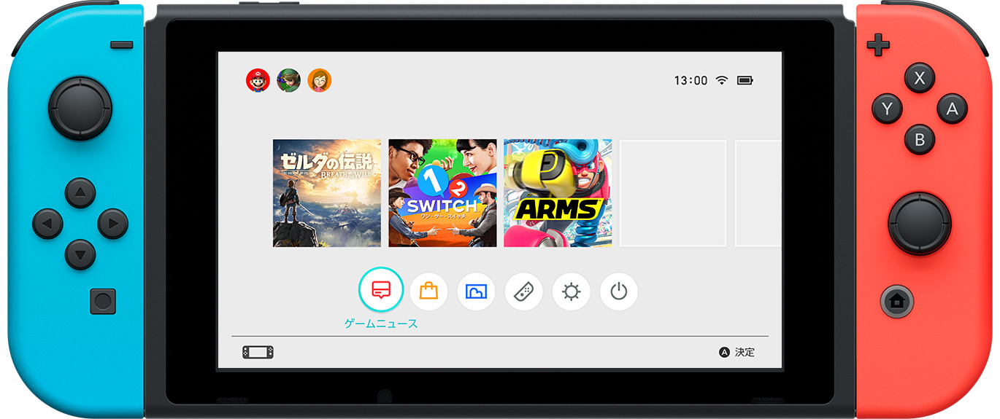 13:00
ゼルダの伝説
BREATH OF THE WILD
1 2
SWITCH
ワン・ツー・スイッチ
ARMS
ゲームニュース
A 決定
X
Y
A
B